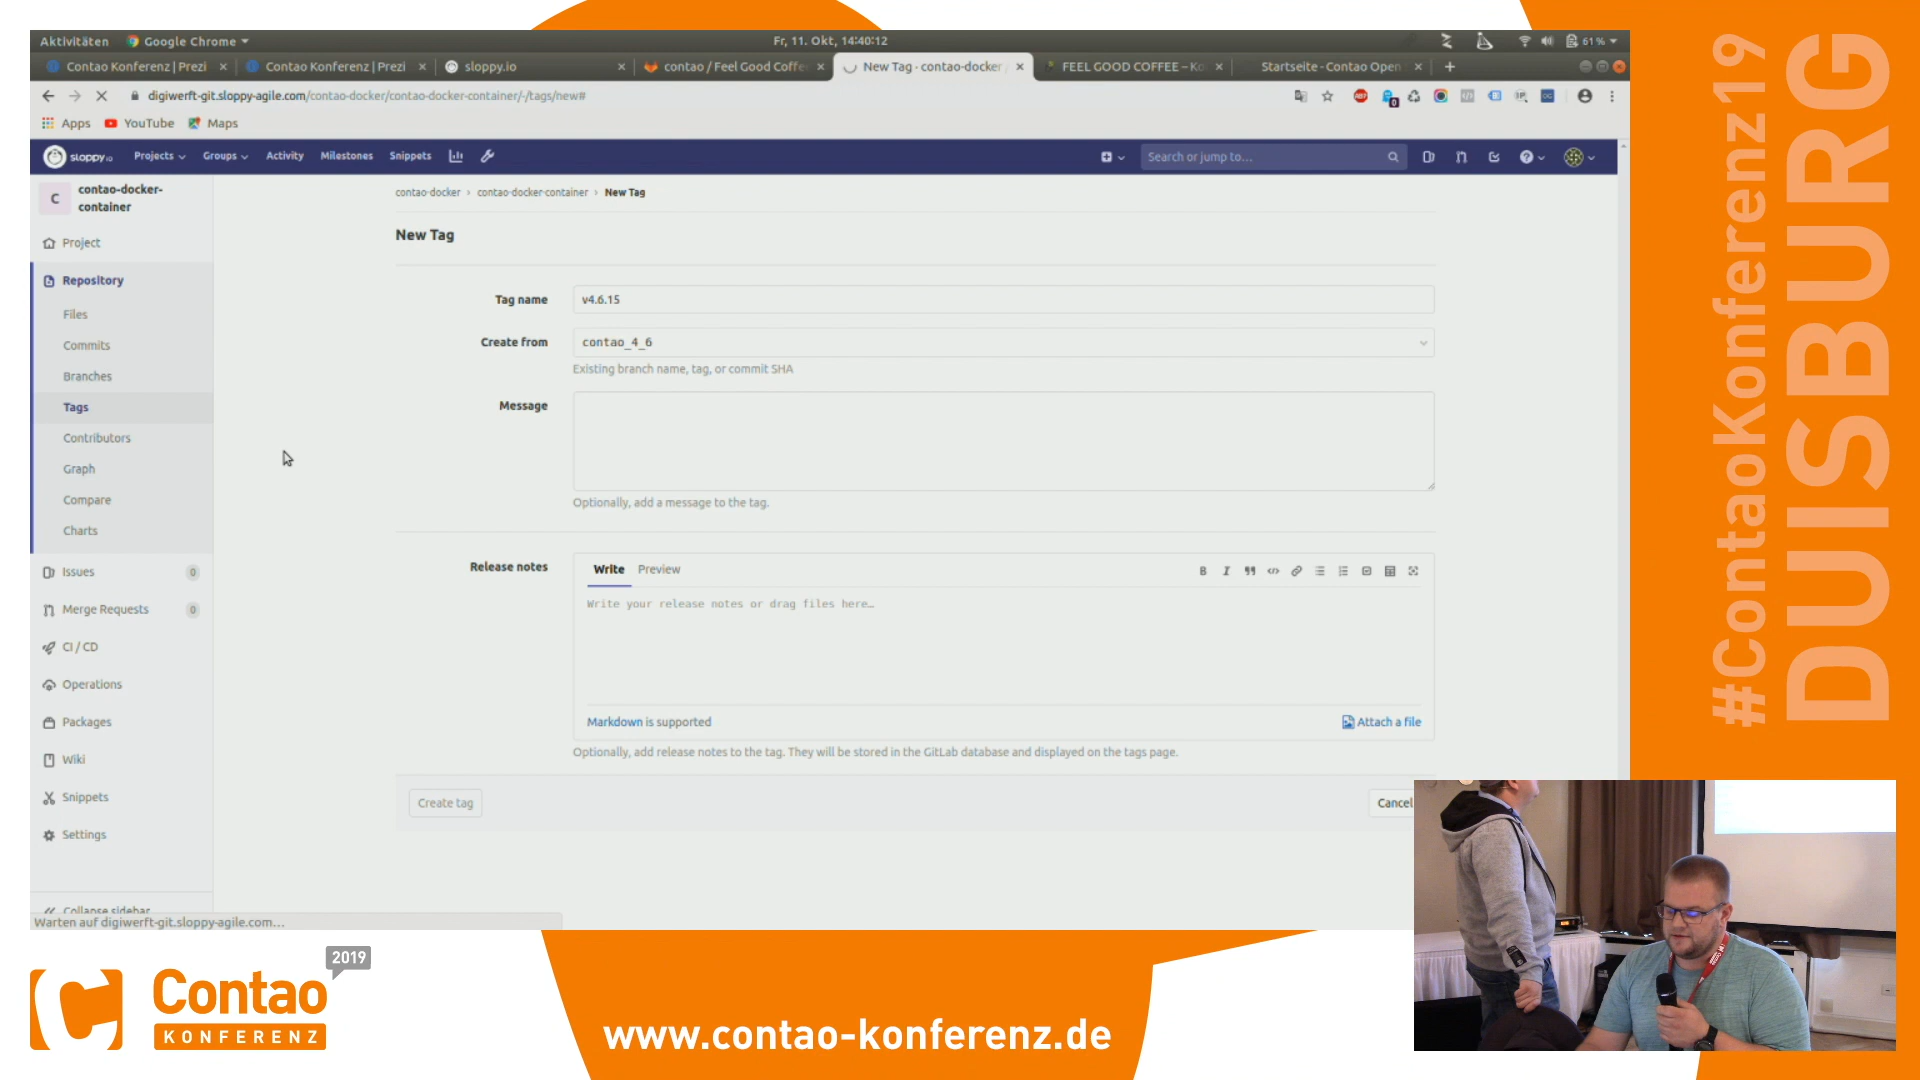 Aktivitäten
Google Chrome
Fr, 11. Okt, 14:40:12
61 %
Contao Konferenz | Prezi
Contao Konferenz | Prezi
sloppy.io
contao / Feel Good Coffe
New Tag · contao-docker
FEEL GOOD COFFEE – Ko
Startseite - Contao Open
digiwerft-git.sloppy-agile.com/contao-docker/contao-docker-container/-/tags/new#
Apps
YouTube
Maps
sloppy.io
Projects
Groups
Activity
Milestones
Snippets
Search or jump to...
C
contao-docker-
container
Project
Repository
Files
Commits
Branches
Tags
Contributors
Graph
Compare
Charts
Issues
0
Merge Requests
0
CI / CD
Operations
Packages
Wiki
Snippets
Settings
Collapse sidebar
Warten auf digiwerft-git.sloppy-agile.com...
contao-docker › contao-docker-container › New Tag
New Tag
Tag name
v4.6.15
Create from
contao_4_6
Existing branch name, tag, or commit SHA
Message
Optionally, add a message to the tag.
Release notes
Write
Preview
Write your release notes or drag files here…
Markdown is supported
Attach a file
Optionally, add release notes to the tag. They will be stored in the GitLab database and displayed on the tags page.
Create tag
Cancel
#ContaoKonferenz19
DUISBURG
2019
Contao
KONFERENZ
www.contao-konferenz.de